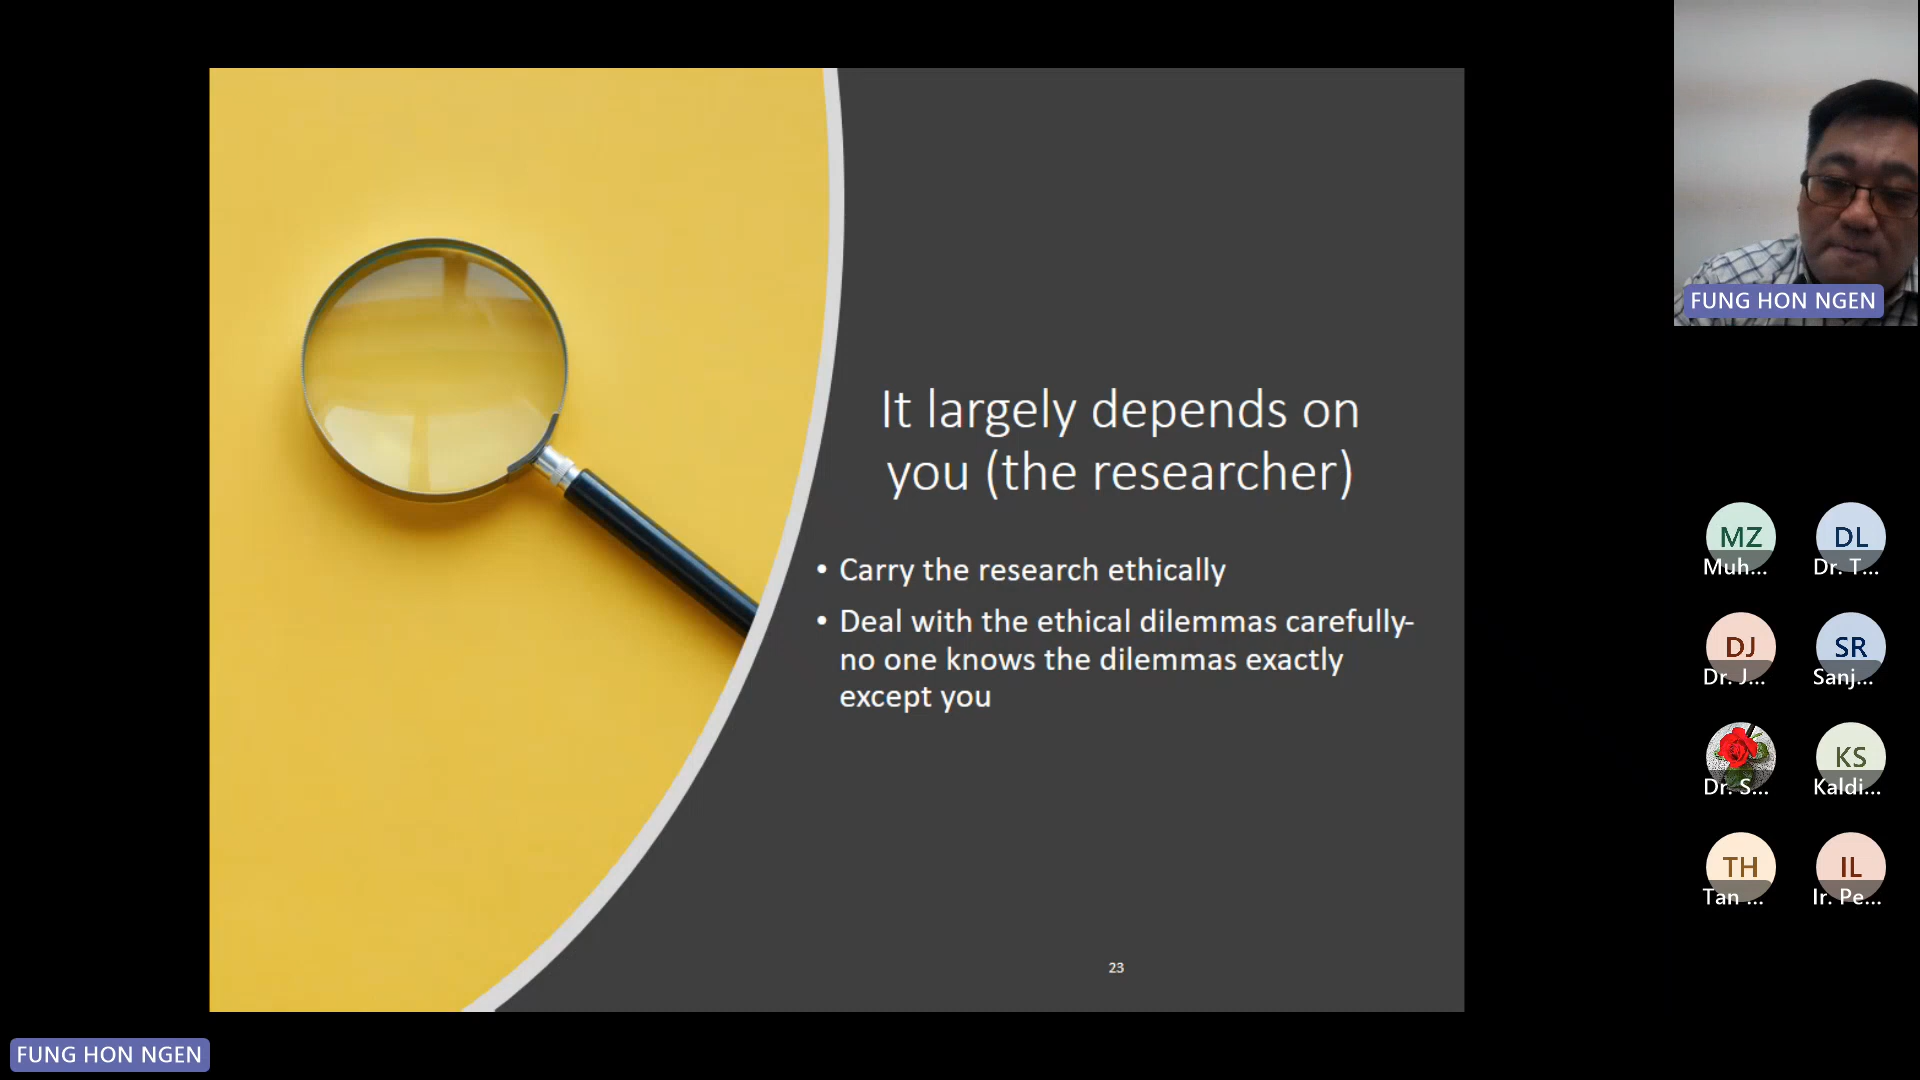 It largely depends on
you (the researcher)
• Carry the research ethically
• Deal with the ethical dilemmas carefully-
no one knows the dilemmas exactly
except you
23
FUNG HON NGEN
MZ
Muh...
DL
Dr. T...
DJ
Dr. J...
SR
Sanj...
Dr. S...
KS
Kaldi...
TH
Tan ...
IL
Ir. Pe...
FUNG HON NGEN